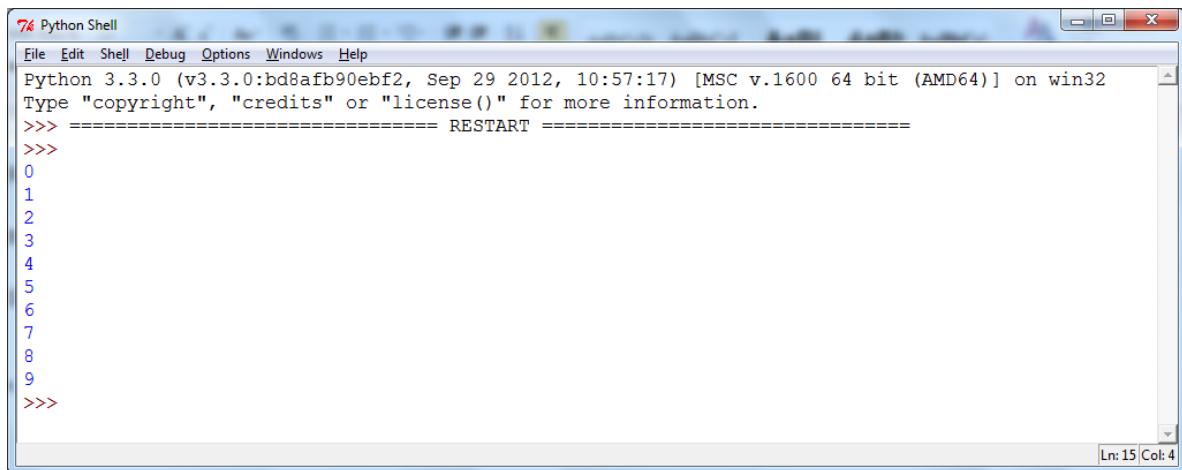 Python Shell
File Edit Shell Debug Options Windows Help
Python 3.3.0 (v3.3.0:bd8afb90ebf2, Sep 29 2012, 10:57:17) [MSC v.1600 64 bit (AMD64)] on win32
Type "copyright", "credits" or "license()" for more information.
>>> ================================ RESTART ================================
>>>
0
1
2
3
4
5
6
7
8
9
>>>
Ln: 15 Col: 4